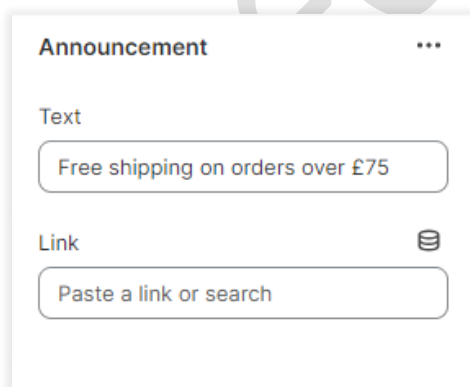 Announcement
Text
Free shipping on orders over £75
Link
Paste a link or search